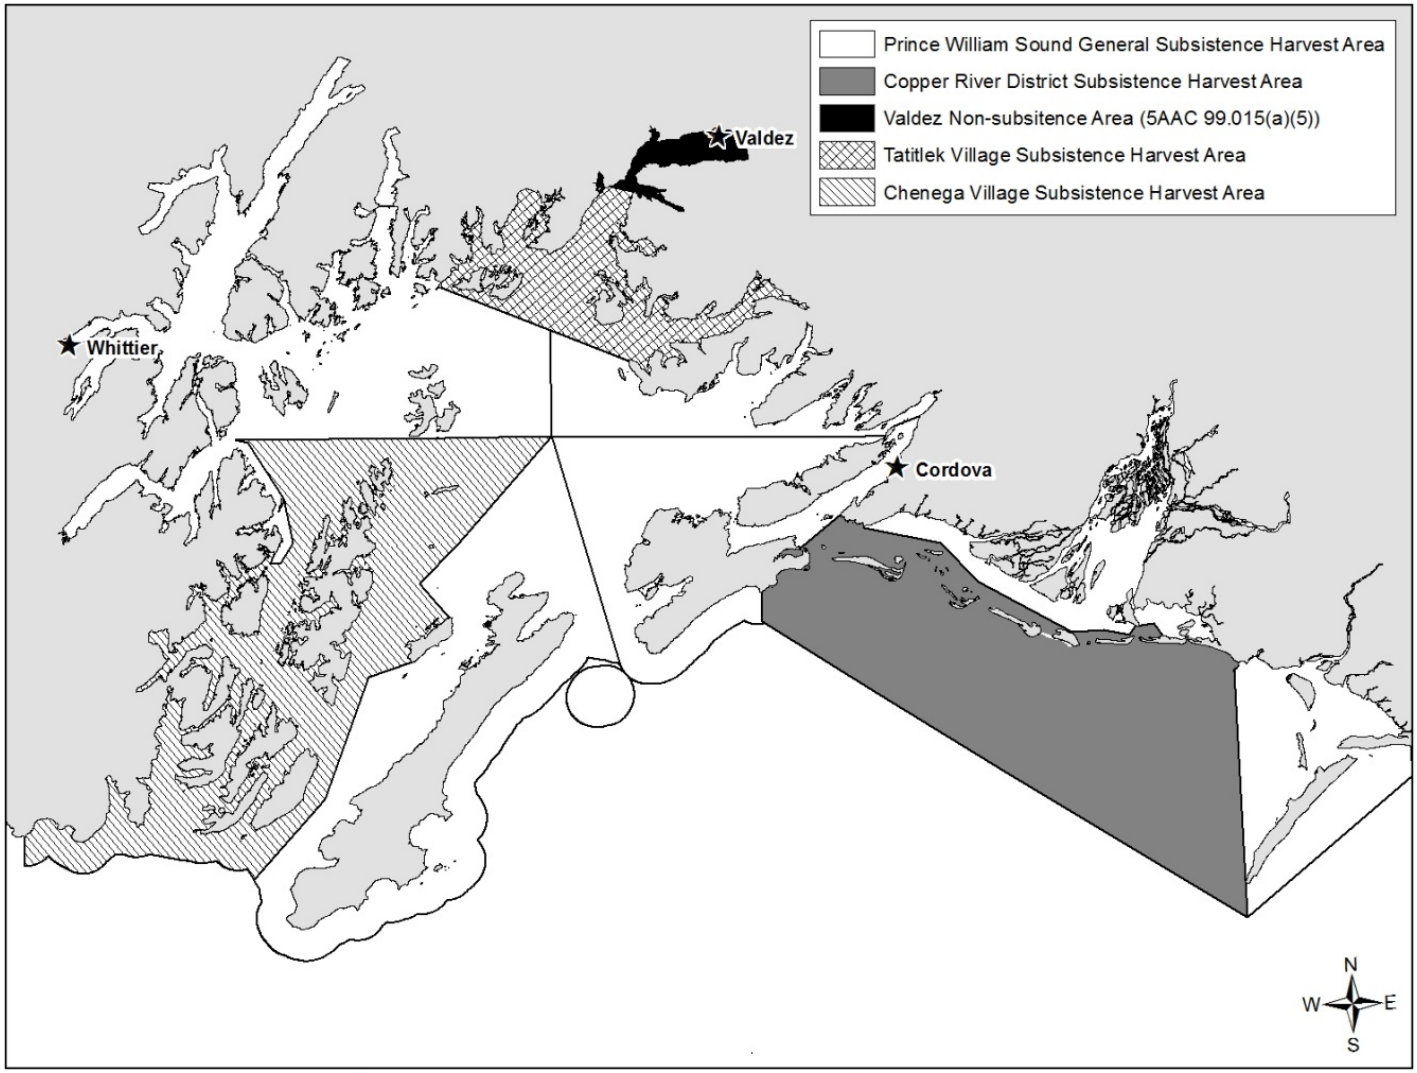 Prince William Sound General Subsistence Harvest Area
Copper River District Subsistence Harvest Area
Valdez Non-subsitence Area (5AAC 99.015(a)(5))
Tatitlek Village Subsistence Harvest Area
Chenega Village Subsistence Harvest Area
Valdez
Whittier
Cordova
N
W E
S